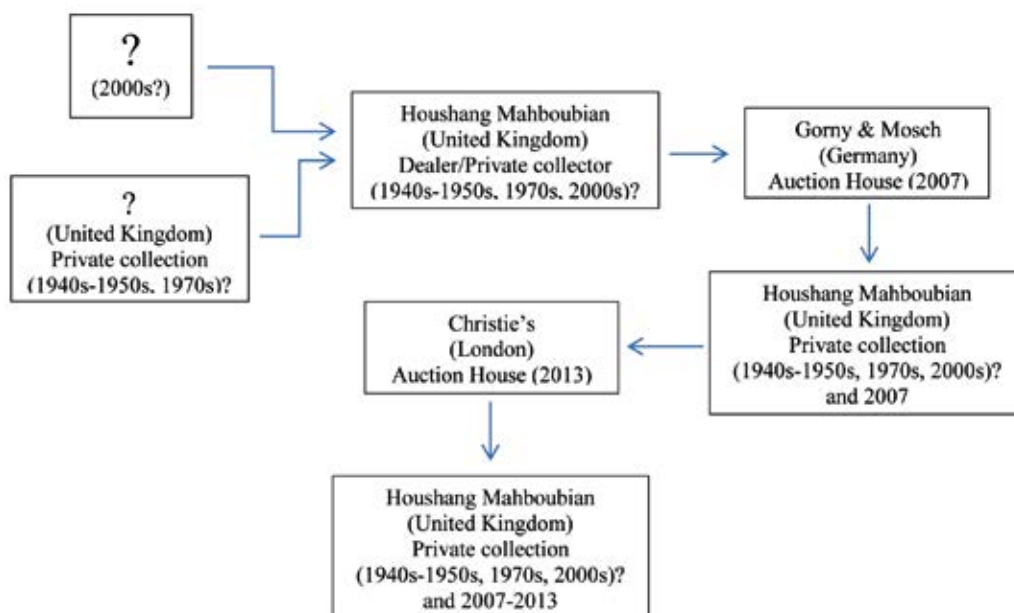 ?
(2000s?)
?
(United Kingdom)
Private collection
(1940s-1950s, 1970s)?
Houshang Mahboubian
(United Kingdom)
Dealer/Private collector
(1940s-1950s, 1970s, 2000s)?
Gorny & Mosch
(Germany)
Auction House (2007)
Houshang Mahboubian
(United Kingdom)
Private collection
(1940s-1950s, 1970s, 2000s)?
and 2007
Christie's
(London)
Auction House (2013)
Houshang Mahboubian
(United Kingdom)
Private collection
(1940s-1950s, 1970s, 2000s)?
and 2007-2013